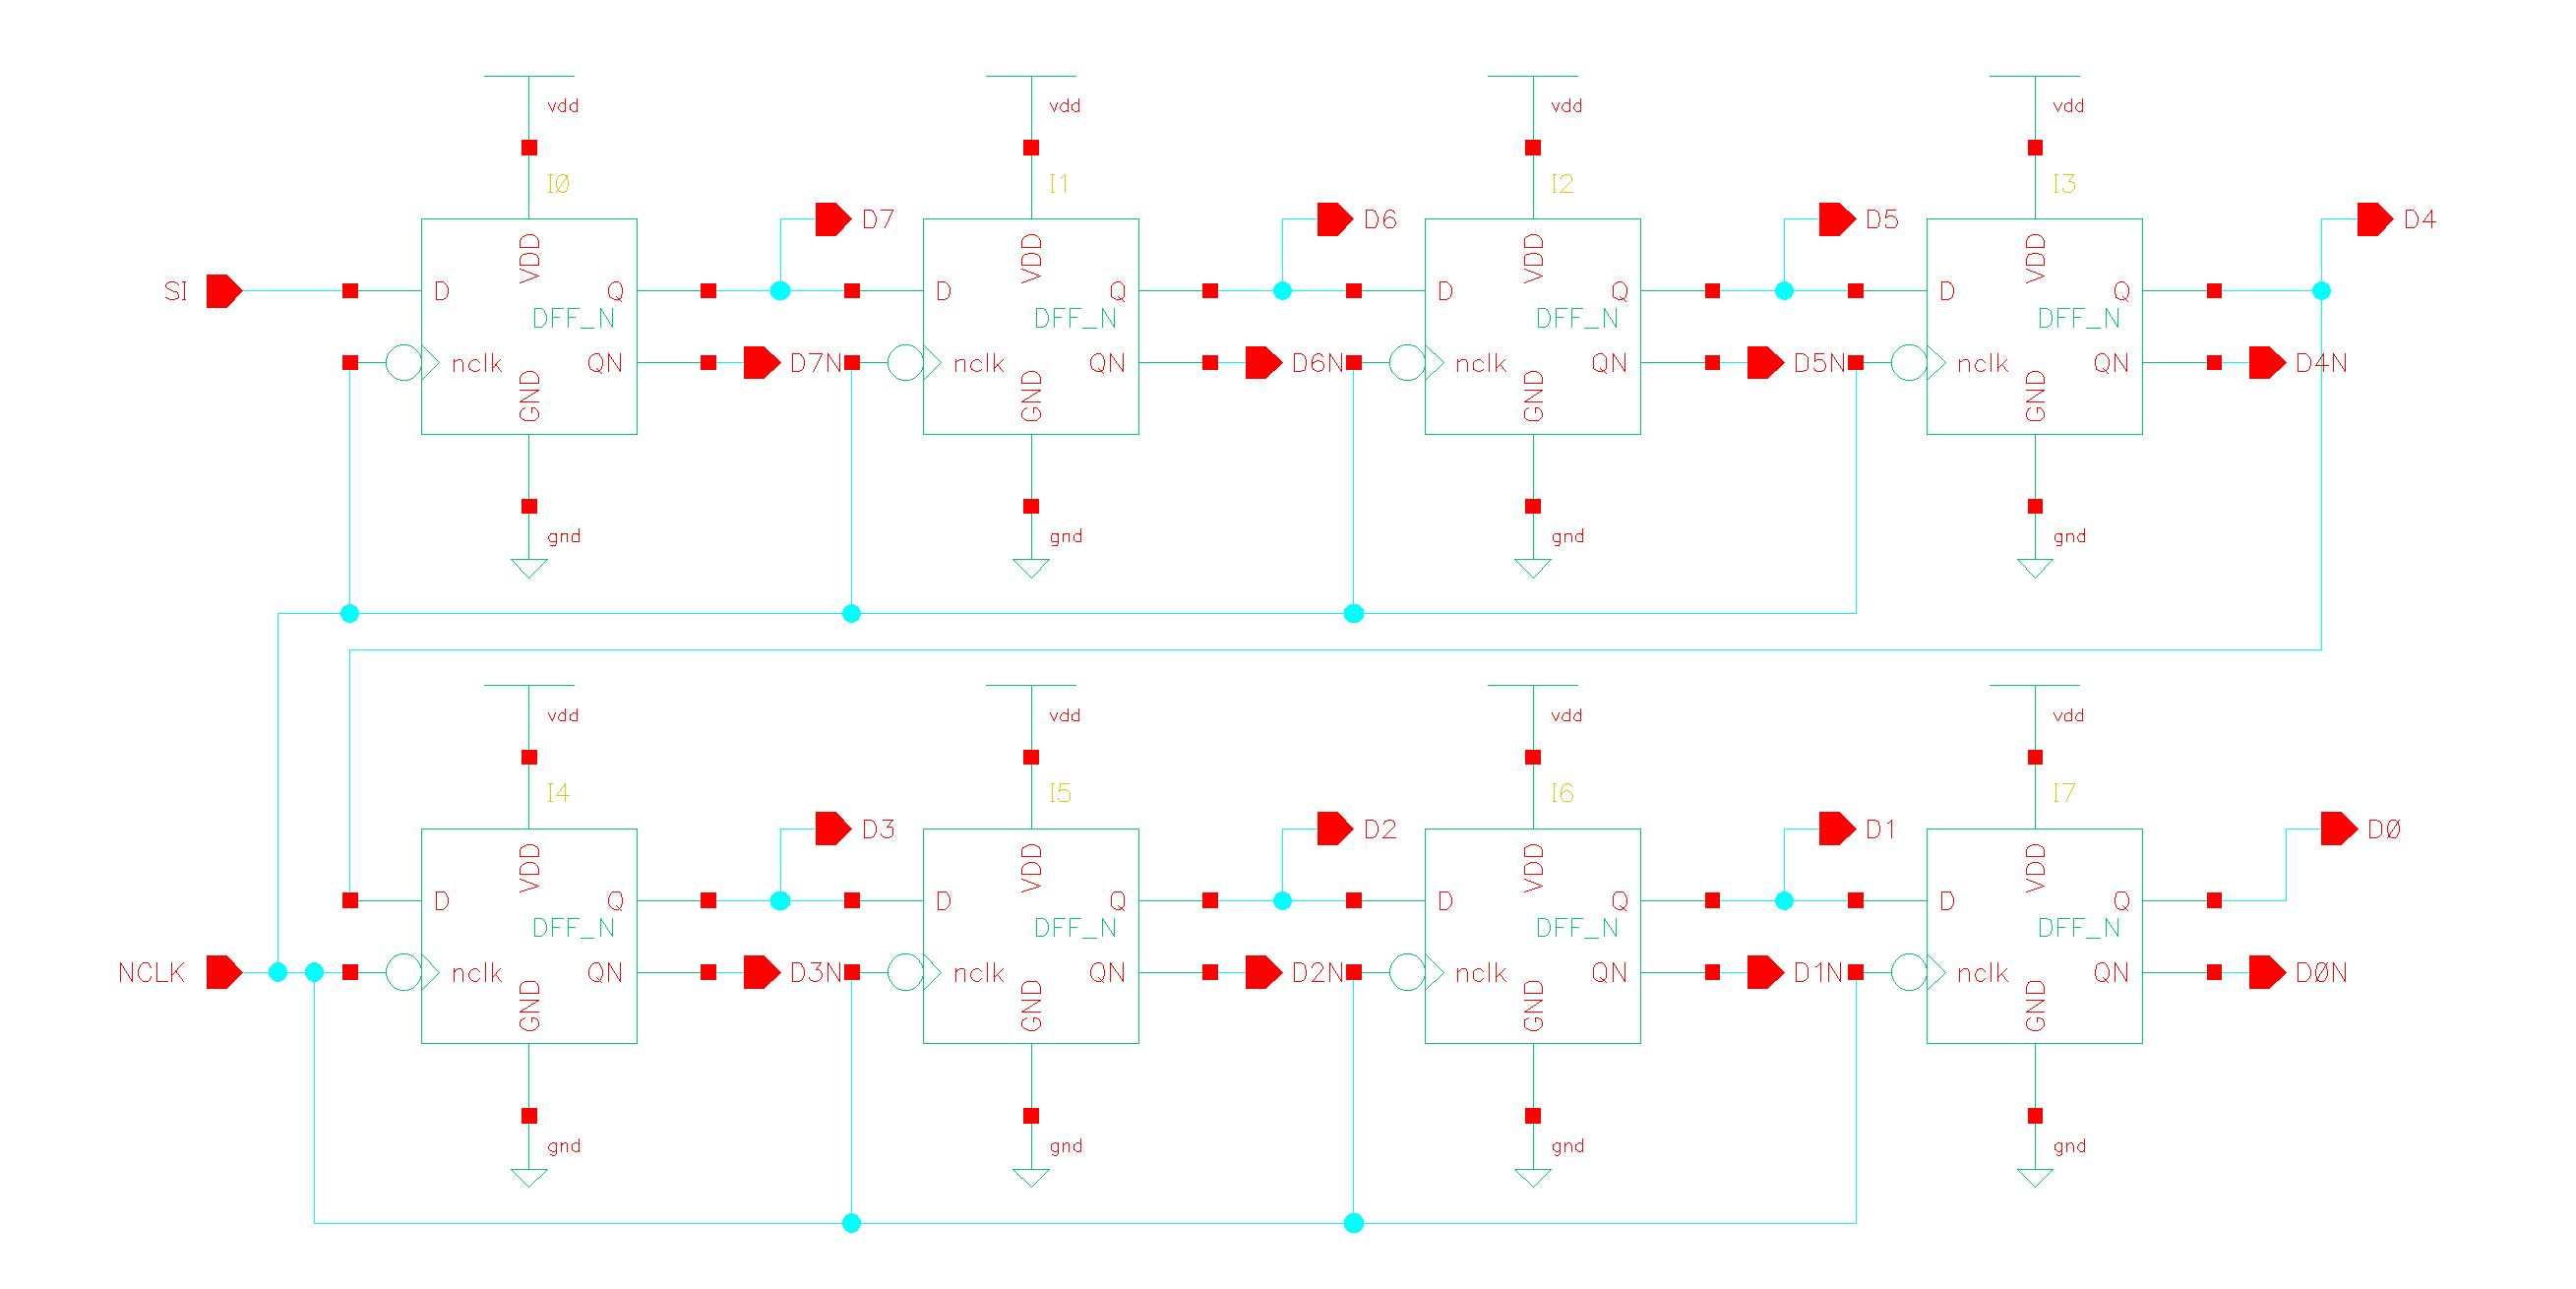 vdd vdd vdd vdd
I0 I1 I2 I3
D7 D6 D5 D4
VDD VDD VDD VDD
SI D Q D Q D Q D Q
DFF_N DFF_N DFF_N DFF_N
nclk QN D7N nclk QN D6N nclk QN D5N nclk QN D4N
GND GND GND GND
gnd gnd gnd gnd
vdd vdd vdd vdd
I4 I5 I6 I7
D3 D2 D1 D0
VDD VDD VDD VDD
D Q D Q D Q D Q
DFF_N DFF_N DFF_N DFF_N
NCLK nclk QN D3N nclk QN D2N nclk QN D1N nclk QN D0N
GND GND GND GND
gnd gnd gnd gnd